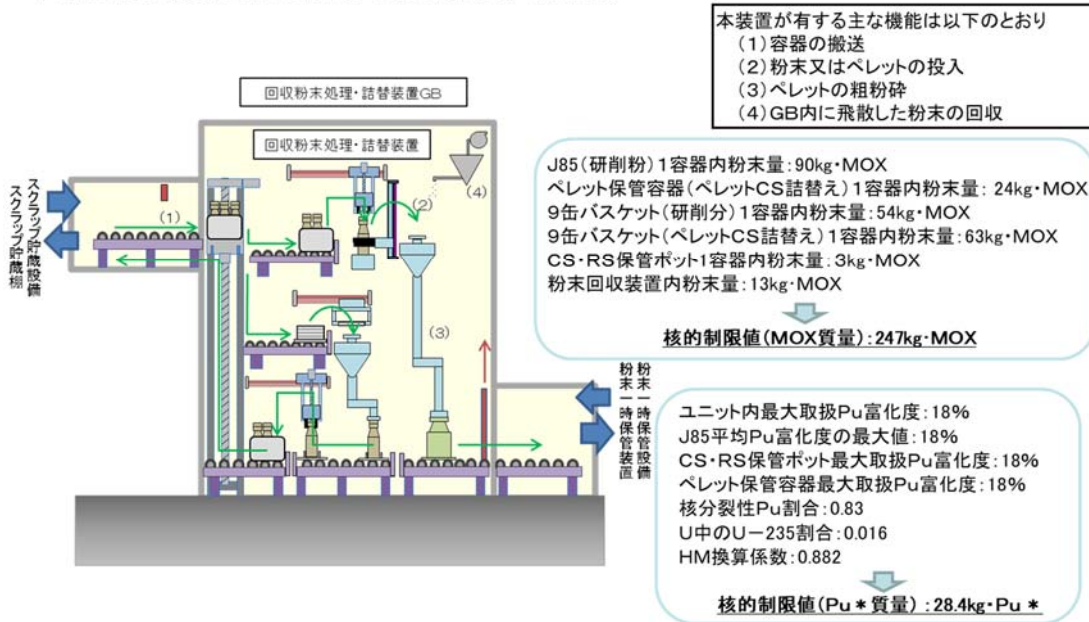 本装置が有する主な機能は以下のとおり
(1)容器の搬送
(2)粉末又はペレットの投入
(3)ペレットの粗粉砕
(4)GB内に飛散した粉末の回収
回収粉末処理・詰替装置GB
回収粉末処理・詰替装置
(1)
(2)
(3)
(4)
スクラップ貯蔵設備
スクラップ貯蔵棚
粉末一時保管設備
粉末一時保管装置
J85(研削粉)1容器内粉末量:90kg・MOX
ペレット保管容器(ペレットCS詰替え)1容器内粉末量:24kg・MOX
9缶バスケット(研削分)1容器内粉末量:54kg・MOX
9缶バスケット(ペレットCS詰替え)1容器内粉末量:63kg・MOX
CS・RS保管ポット1容器内粉末量:3kg・MOX
粉末回収装置内粉末量:13kg・MOX
核的制限値(MOX質量):247kg・MOX
ユニット内最大取扱Pu富化度:18%
J85平均Pu富化度の最大値:18%
CS・RS保管ポット最大取扱Pu富化度:18%
ペレット保管容器最大取扱Pu富化度:18%
核分裂性Pu割合:0.83
U中のU-235割合:0.016
HM換算係数:0.882
核的制限値(Pu*質量):28.4kg・Pu*